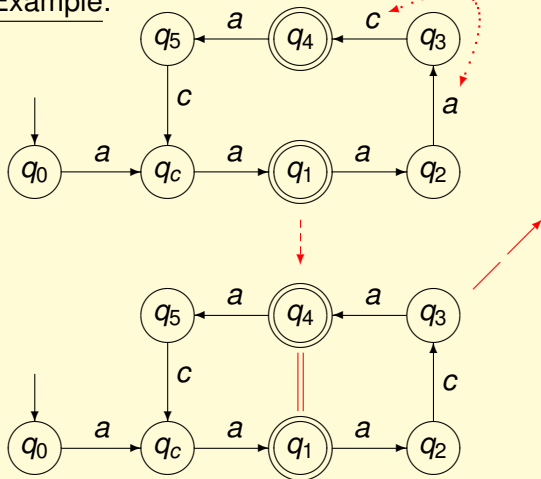 Example:
q5 a q4 c q3
c a
q0 a qc a q1 a q2
q5 a q4 a q3
c c
q0 a qc a q1 a q2